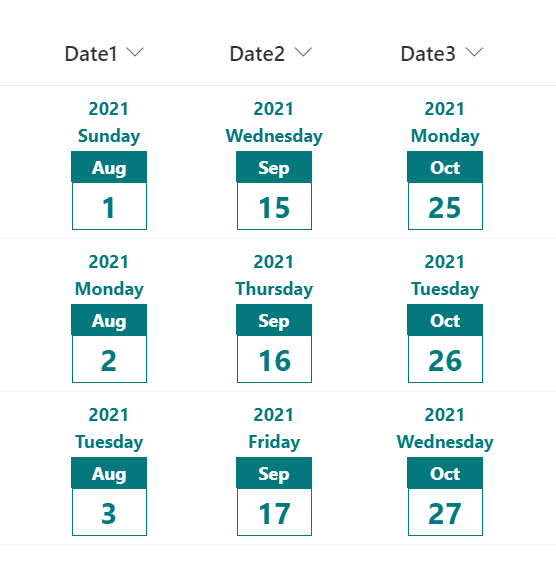 Date1 Date2 Date3
2021 2021 2021
Sunday Wednesday Monday
Aug Sep Oct
1 15 25
2021 2021 2021
Monday Thursday Tuesday
Aug Sep Oct
2 16 26
2021 2021 2021
Tuesday Friday Wednesday
Aug Sep Oct
3 17 27